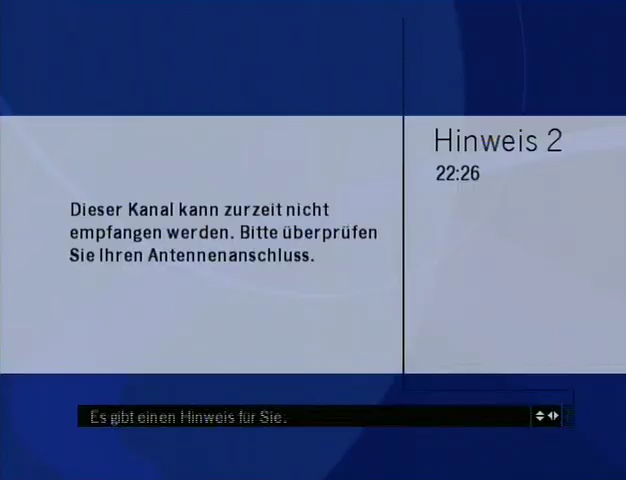 Hinweis 2
22:26
Dieser Kanal kann zurzeit nicht
empfangen werden. Bitte überprüfen
Sie Ihren Antennenanschluss.
Es gibt einen Hinweis für Sie.